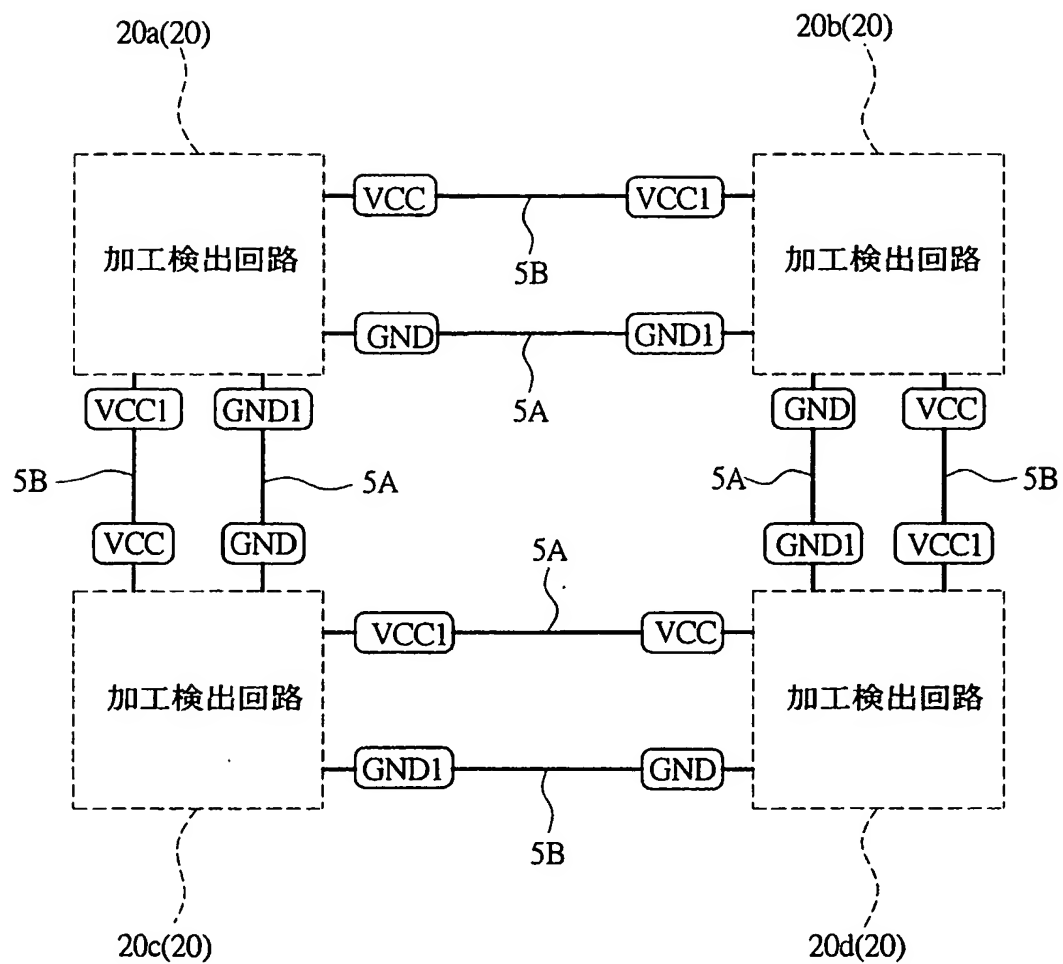 20a(20)
20b(20)
VCC
VCC1
加工検出回路
5B
加工検出回路
GND
GND1
5A
VCC1
GND1
GND
VCC
5B
5A
5A
5B
VCC
GND
GND1
VCC1
5A
VCC1
VCC
加工検出回路
加工検出回路
GND1
GND
5B
20c(20)
20d(20)